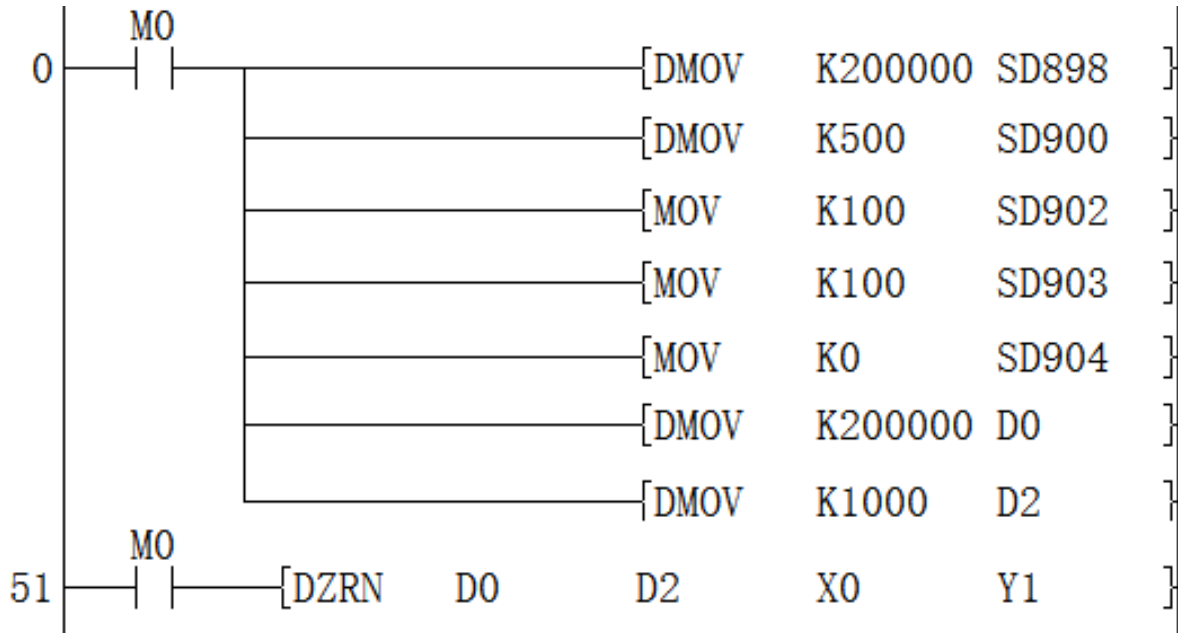 M0
0 [DMOV K200000 SD898 ]
[DMOV K500 SD900 ]
[MOV K100 SD902 ]
[MOV K100 SD903 ]
[MOV K0 SD904 ]
[DMOV K200000 D0 ]
[DMOV K1000 D2 ]
M0
51 [DZRN D0 D2 X0 Y1 ]